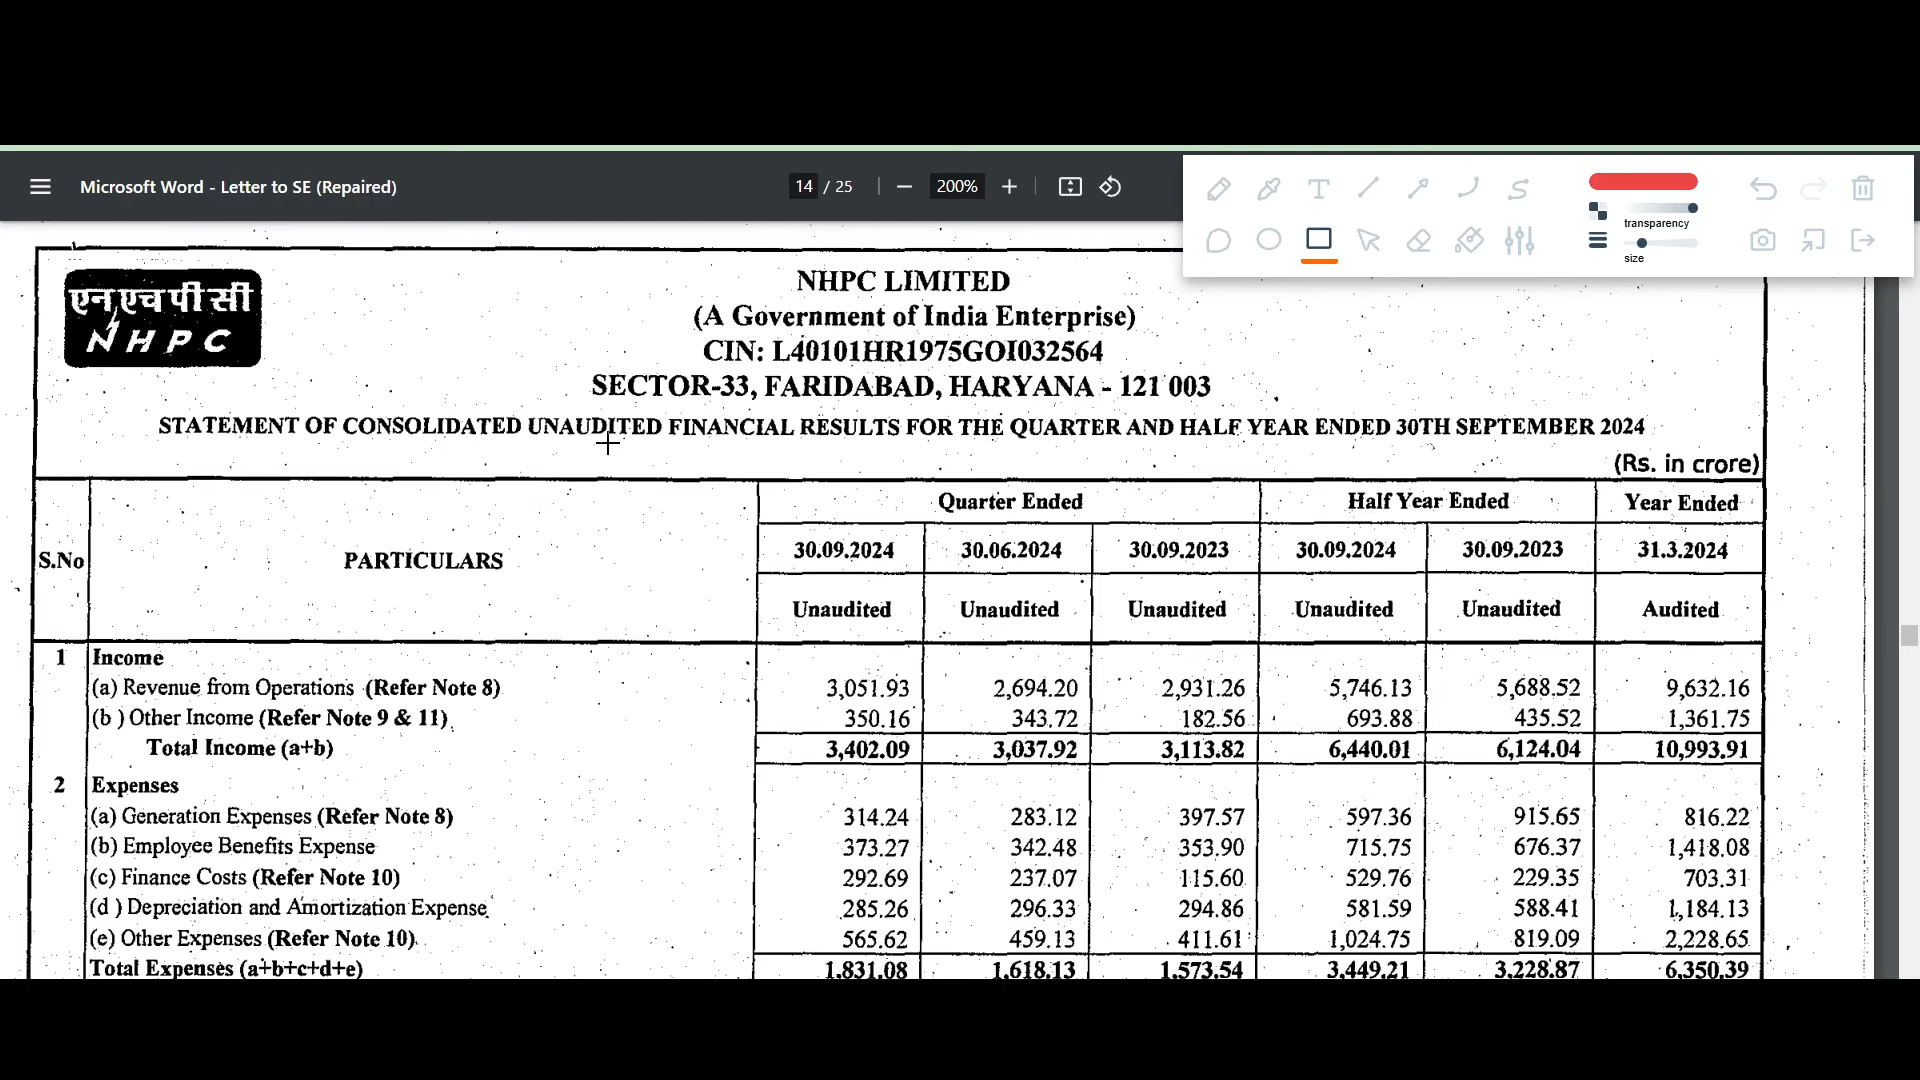 Microsoft Word - Letter to SE (Repaired)
14 / 25
200%
T
transparency
size
एनएचपीसी
NHPC
NHPC LIMITED
(A Government of India Enterprise)
CIN: L40101HR1975GOI032564
SECTOR-33, FARIDABAD, HARYANA - 121 003
STATEMENT OF CONSOLIDATED UNAUDITED FINANCIAL RESULTS FOR THE QUARTER AND HALF YEAR ENDED 30TH SEPTEMBER 2024
(Rs. in crore)
S.No PARTICULARS Quarter Ended Half Year Ended Year Ended
30.09.2024 30.06.2024 30.09.2023 30.09.2024 30.09.2023 31.3.2024
Unaudited Unaudited Unaudited Unaudited Unaudited Audited
1 Income
(a) Revenue from Operations (Refer Note 8) 3,051.93 2,694.20 2,931.26 5,746.13 5,688.52 9,632.16
(b ) Other Income (Refer Note 9 & 11) 350.16 343.72 182.56 693.88 435.52 1,361.75
Total Income (a+b) 3,402.09 3,037.92 3,113.82 6,440.01 6,124.04 10,993.91
2 Expenses
(a) Generation Expenses (Refer Note 8) 314.24 283.12 397.57 597.36 915.65 816.22
(b) Employee Benefits Expense 373.27 342.48 353.90 715.75 676.37 1,418.08
(c) Finance Costs (Refer Note 10) 292.69 237.07 115.60 529.76 229.35 703.31
(d ) Depreciation and Amortization Expense 285.26 296.33 294.86 581.59 588.41 1,184.13
(e) Other Expenses (Refer Note 10) 565.62 459.13 411.61 1,024.75 819.09 2,228.65
Total Expenses (a+b+c+d+e) 1,831.08 1,618.13 1,573.54 3,449.21 3,228.87 6,350.39